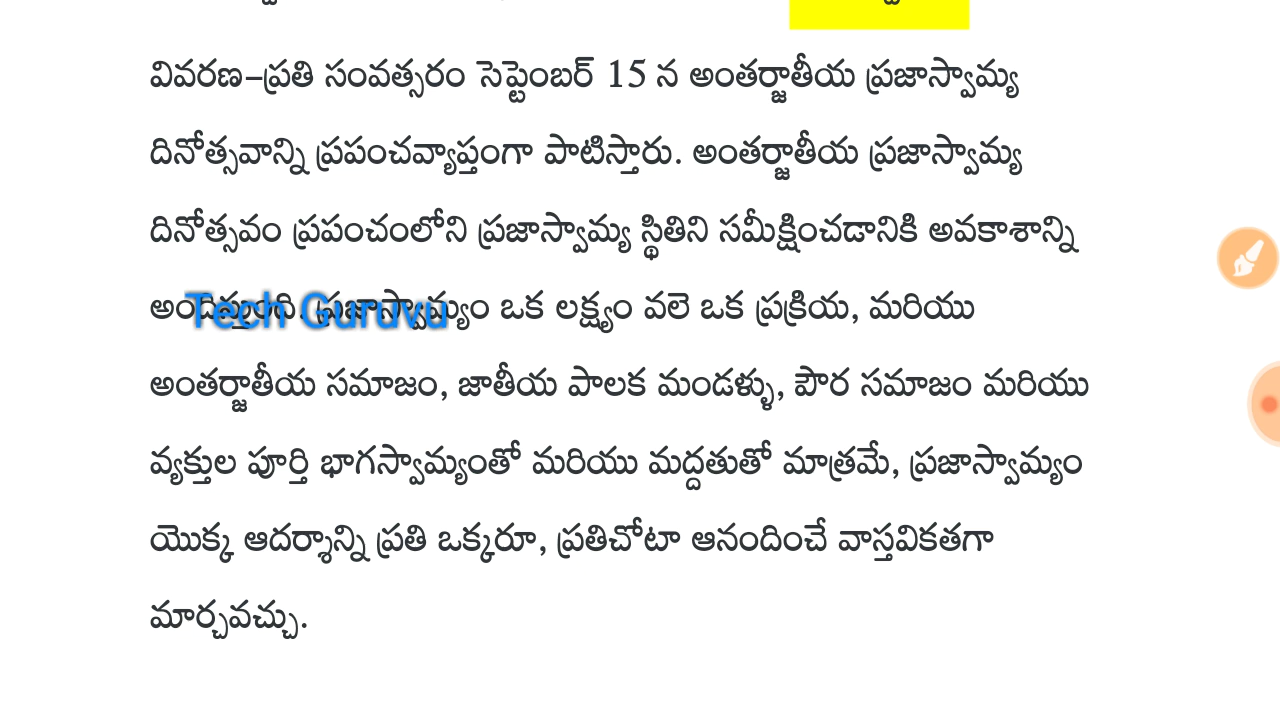 వివరణ-ప్రతి సంవత్సరం సెప్టెంబర్ 15 న అంతర్జాతీయ ప్రజాస్వామ్య
దినోత్సవాన్ని ప్రపంచవ్యాప్తంగా పాటిస్తారు. అంతర్జాతీయ ప్రజాస్వామ్య
దినోత్సవం ప్రపంచంలోని ప్రజాస్వామ్య స్థితిని సమీక్షించడానికి అవకాశాన్ని
అందిస్తుంది. ప్రజాస్వామ్యం ఒక లక్ష్యం వలె ఒక ప్రక్రియ, మరియు
Tech Guruvu
అంతర్జాతీయ సమాజం, జాతీయ పాలక మండళ్ళు, పౌర సమాజం మరియు
వ్యక్తుల పూర్తి భాగస్వామ్యంతో మరియు మద్దతుతో మాత్రమే, ప్రజాస్వామ్యం
యొక్క ఆదర్శాన్ని ప్రతి ఒక్కరూ, ప్రతిచోటా ఆనందించే వాస్తవికతగా
మార్చవచ్చు.